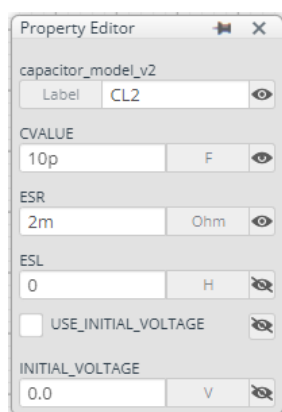 Property Editor
capacitor_model_v2
Label CL2
CVALUE
10p F
ESR
2m Ohm
ESL
0 H
USE_INITIAL_VOLTAGE
INITIAL_VOLTAGE
0.0 V